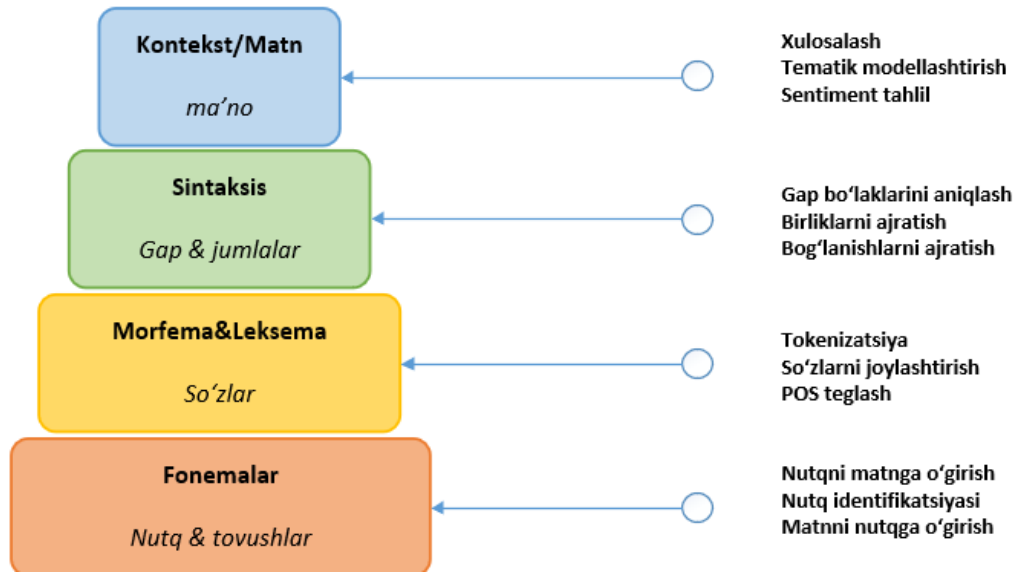 Kontekst/Matn
ma’no
Xulosalash
Tematik modellashtirish
Sentiment tahlil
Sintaksis
Gap & jumlalar
Gap bo‘laklarini aniqlash
Birliklarni ajratish
Bog‘lanishlarni ajratish
Morfema&Leksema
So‘zlar
Tokenizatsiya
So‘zlarni joylashtirish
POS teglash
Fonemalar
Nutq & tovushlar
Nutqni matnga o‘girish
Nutq identifikatsiyasi
Matnni nutqga o‘girish